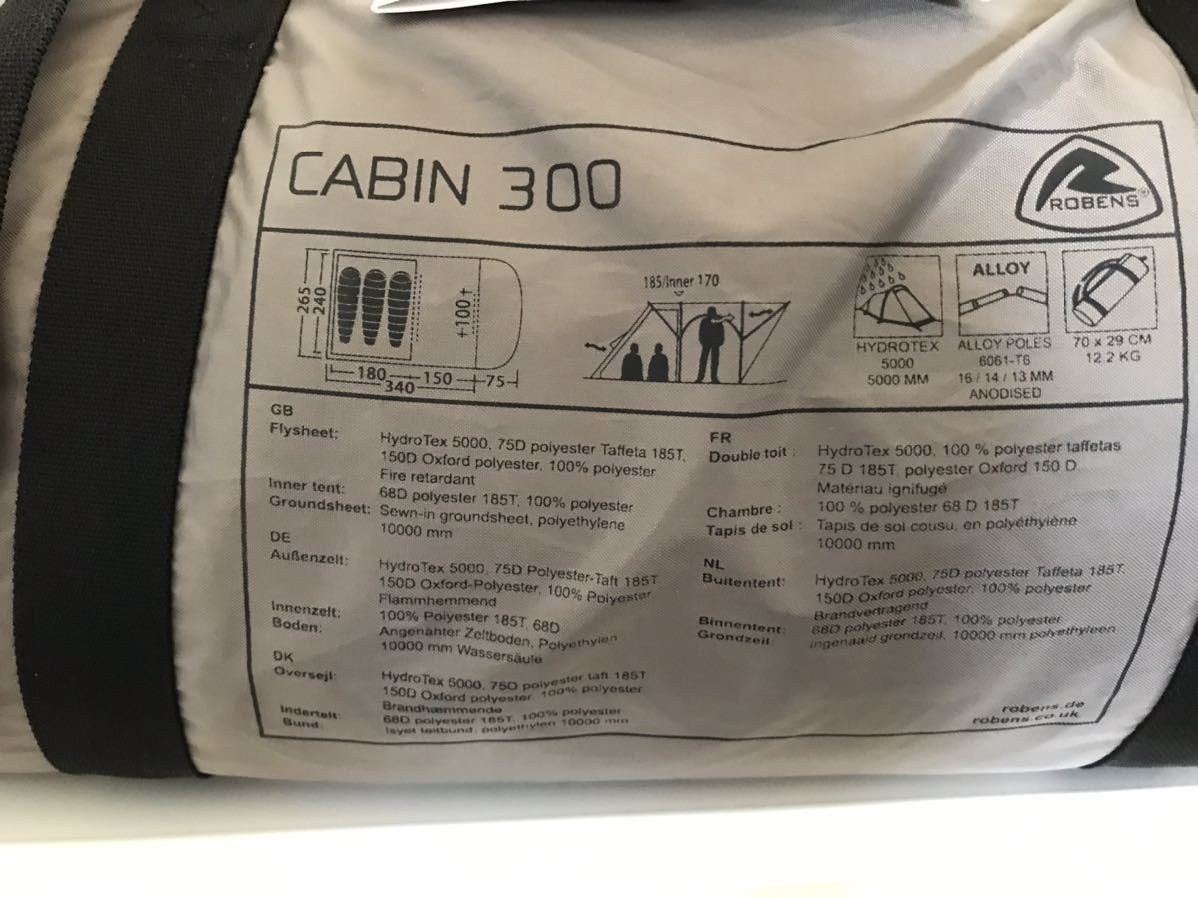 CABIN 300
ROBENS®
265
240
+100+
180
150
75
340
185/Inner 170
HYDROTEX
5000
5000 MM
ALLOY
ALLOY POLES
6061-T6
16 / 14 / 13 MM
ANODISED
70 x 29 CM
12.2 KG
GB
Flysheet: HydroTex 5000, 75D polyester Taffeta 185T,
150D Oxford polyester, 100% polyester
Fire retardant
Inner tent: 68D polyester 185T, 100% polyester
Groundsheet: Sewn-in groundsheet, polyethylene
10000 mm
DE
Außenzelt: HydroTex 5000, 75D Polyester-Taft 185T
150D Oxford-Polyester, 100% Polyester
Flammhemmend
Innenzelt: 100% Polyester 185T, 68D
Boden: Angenähter Zeltboden, Polyethylen
10000 mm Wassersäule
DK
Oversejl: HydroTex 5000, 75D polyester taft 185T
150D Oxford polyester, 100% polyester
Brandhæmmende
Indertelt: 68D polyester 185T, 100% polyester
Bund: Isyet teltbund, polyethylen 10000 mm
FR
Double toit : HydroTex 5000, 100 % polyester taffetas
75 D 185T, polyester Oxford 150 D.
Matériau ignifugé
Chambre : 100 % polyester 68 D 185T
Tapis de sol : Tapis de sol cousu, en polyéthylène
10000 mm
NL
Buitentent: HydroTex 5000, 75D polyester Taffeta 185T,
150D Oxford polyester, 100% polyester
Brandvertragend
Binnentent: 68D polyester 185T, 100% polyester
Grondzeil: ingenaaid grondzeil, 10000 mm polyethyleen
robens.de
robens.co.uk